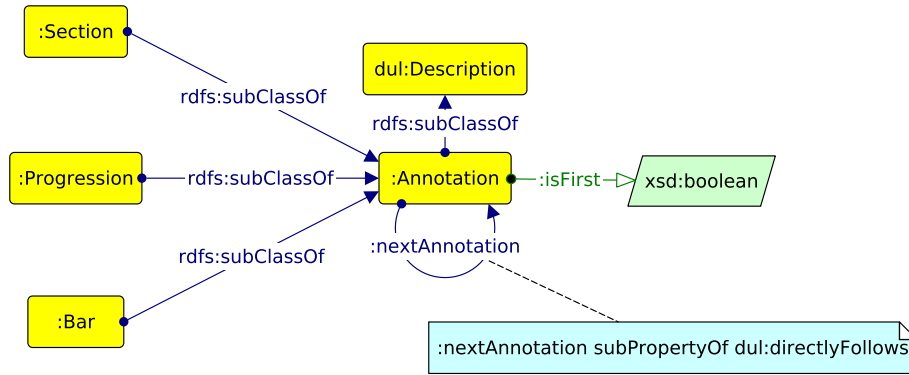 :Section
dul:Description
rdfs:subClassOf
rdfs:subClassOf
:Progression
rdfs:subClassOf
:Annotation
:isFirst
xsd:boolean
:nextAnnotation
rdfs:subClassOf
:Bar
:nextAnnotation subPropertyOf dul:directlyFollows